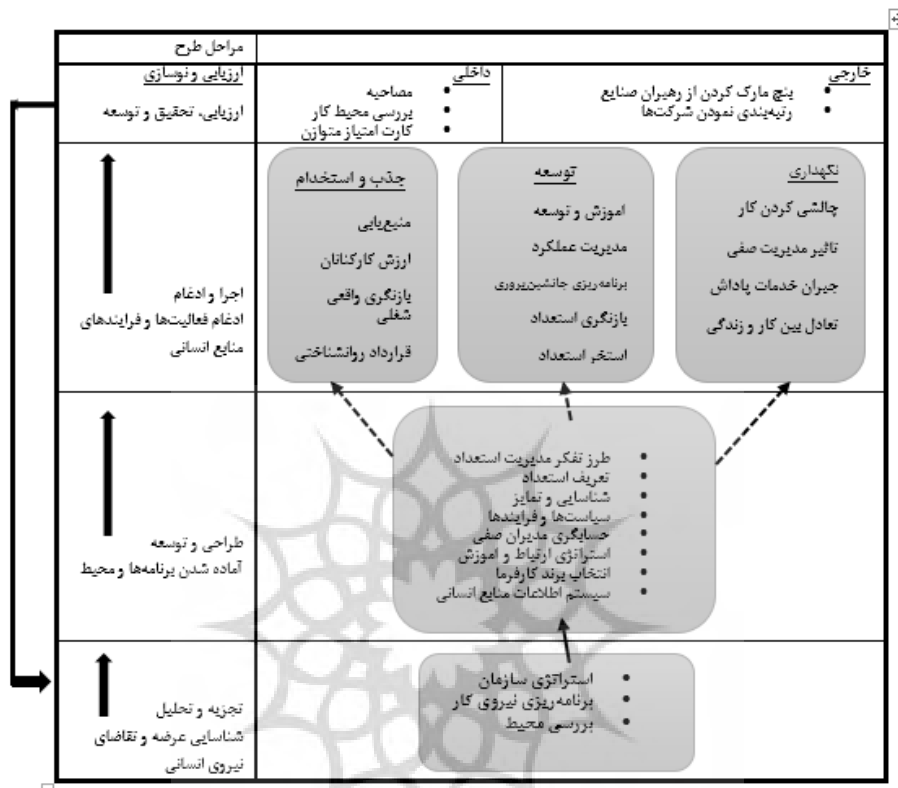 مراحل طرح
ارزیابی و نوسازی
ارزیابی، تحقیق و توسعه
داخلی
• مصاحبه
• بررسی محیط کار
• کارت امتیاز متوازن
خارجی
• بنچ مارک کردن از رهبران صنایع
• رتبه‌بندی نمودن شرکت‌ها
اجرا و ادغام
ادغام فعالیت‌ها و فرایندهای
منابع انسانی
جذب و استخدام
منبع‌یابی
ارزش کارکنانان
بازنگری واقعی
شغلی
قرارداد روانشناختی
توسعه
اموزش و توسعه
مدیریت عملکرد
برنامه‌ریزی جانشین‌پروری
بازنگری استعداد
استخر استعداد
نگهداری
چالشی کردن کار
تاثیر مدیریت صفی
جبران خدمات پاداش
تعادل بین کار و زندگی
طراحی و توسعه
آماده شدن برنامه‌ها و محیط
• طرز تفکر مدیریت استعداد
• تعریف استعداد
• شناسایی و تمایز
• سیاست‌ها و فرایندها
• حسابگری مدیران صفی
• استراتژی ارتباط و اموزش
• انتخاب برند کارفرما
• سیستم اطلاعات منابع انسانی
تجزیه و تحلیل
شناسایی عرضه و تقاضای
نیروی انسانی
• استراتژی سازمان
• برنامه‌ریزی نیروی کار
• بررسی محیط